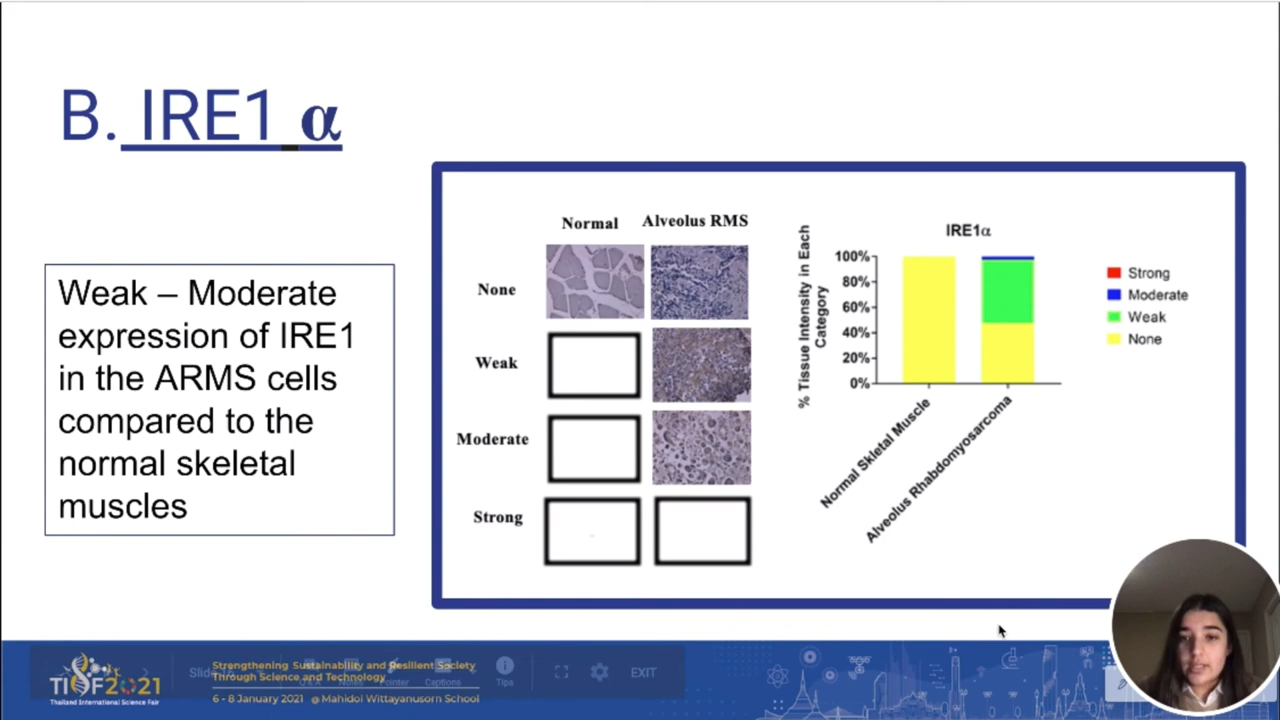 B. IRE1 α
Weak – Moderate
expression of IRE1
in the ARMS cells
compared to the
normal skeletal
muscles
Normal
Alveolus RMS
None
Weak
Moderate
Strong
IRE1α
% Tissue Intensity in Each
Category
100%
80%
60%
40%
20%
0%
Normal Skletal Muscle
Alveolus Rhabdomyosarcoma
Strong
Moderate
Weak
None
TISF2021
Thailand International Science Fair
Strengthening Sustainability and Resilient Society
Through Science and Technology
6 - 8 January 2021 @ Mahidol Wittayanusorn School
Captions
Tips
EXIT